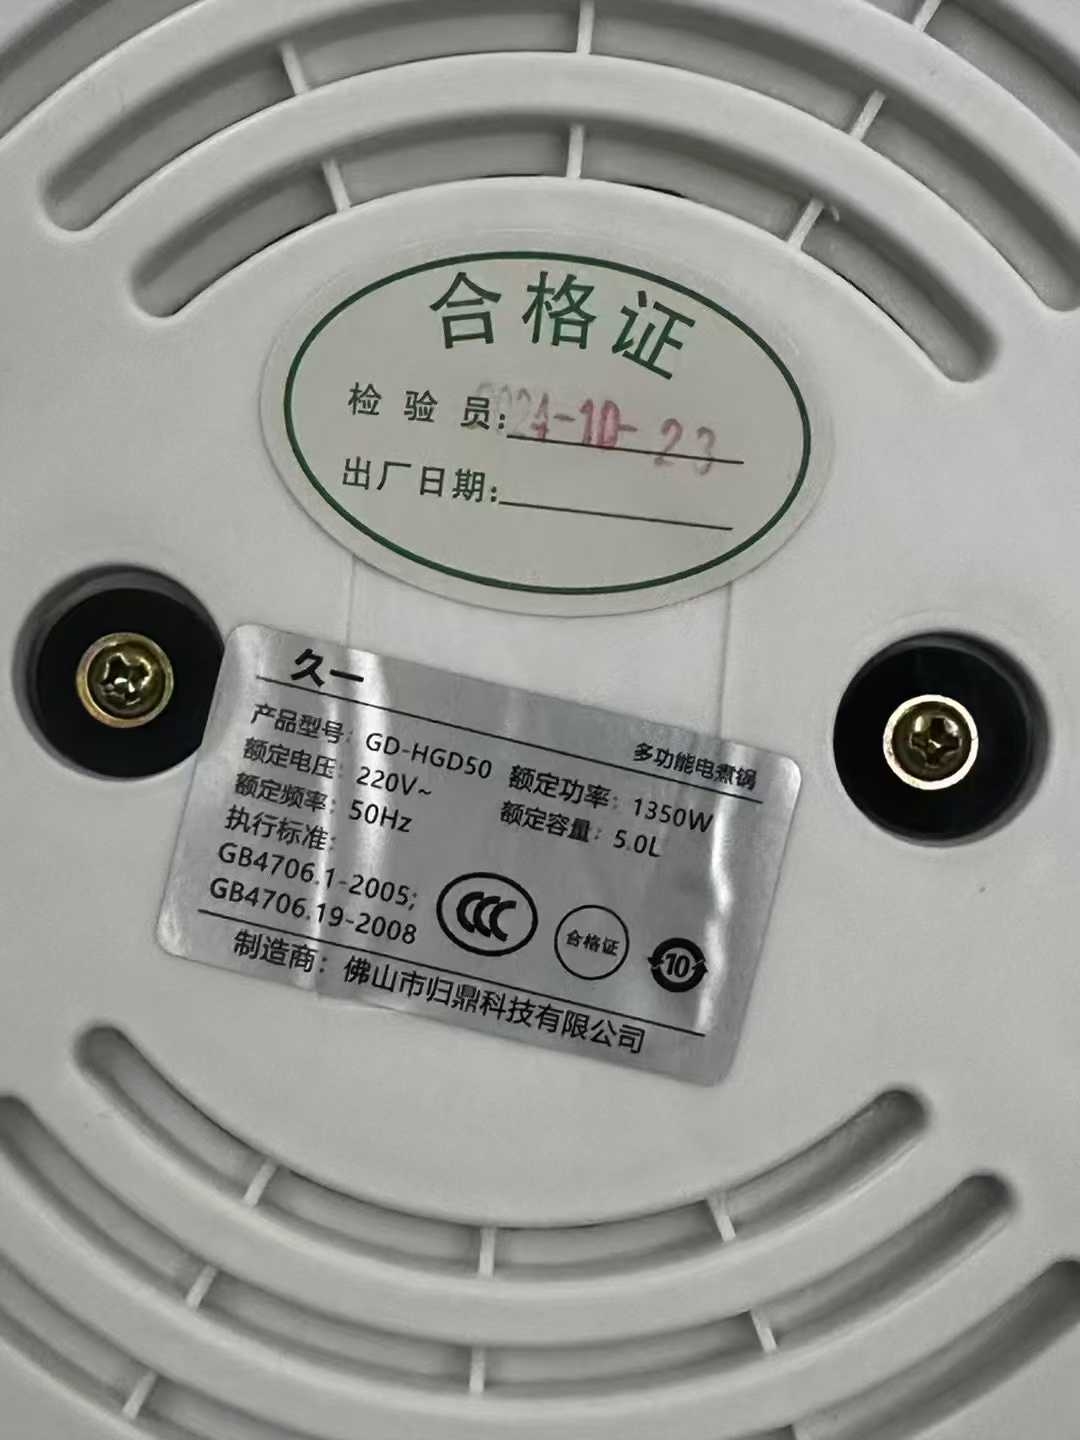 合格证
检验员: 2024-10-23
出厂日期:
久一
多功能电煮锅
产品型号: GD-HGD50 额定功率: 1350W
额定电压: 220V~ 额定容量: 5.0L
额定频率: 50Hz
执行标准:
GB4706.1-2005;
GB4706.19-2008
CCC 合格证 10
制造商: 佛山市归鼎科技有限公司